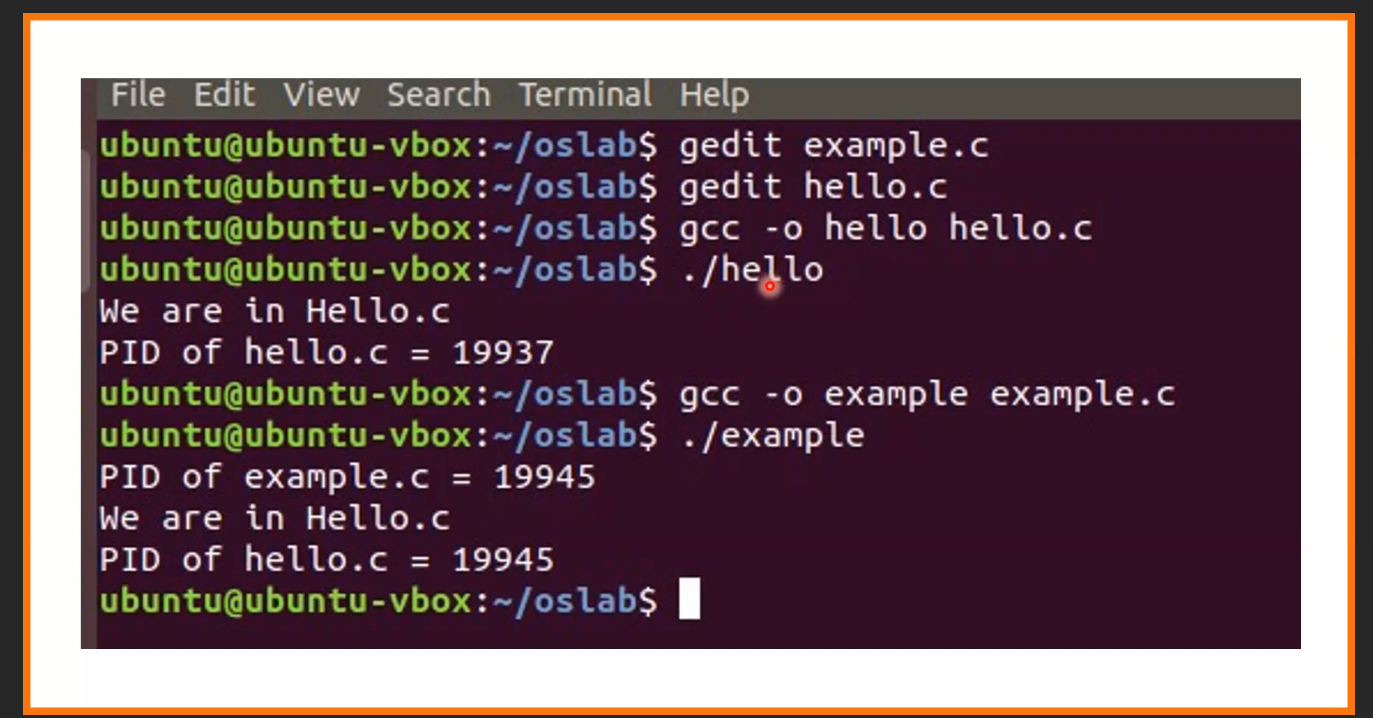 File Edit View Search Terminal Help
ubuntu@ubuntu-vbox:~/oslab$ gedit example.c
ubuntu@ubuntu-vbox:~/oslab$ gedit hello.c
ubuntu@ubuntu-vbox:~/oslab$ gcc -o hello hello.c
ubuntu@ubuntu-vbox:~/oslab$ ./hello
We are in Hello.c
PID of hello.c = 19937
ubuntu@ubuntu-vbox:~/oslab$ gcc -o example example.c
ubuntu@ubuntu-vbox:~/oslab$ ./example
PID of example.c = 19945
We are in Hello.c
PID of hello.c = 19945
ubuntu@ubuntu-vbox:~/oslab$